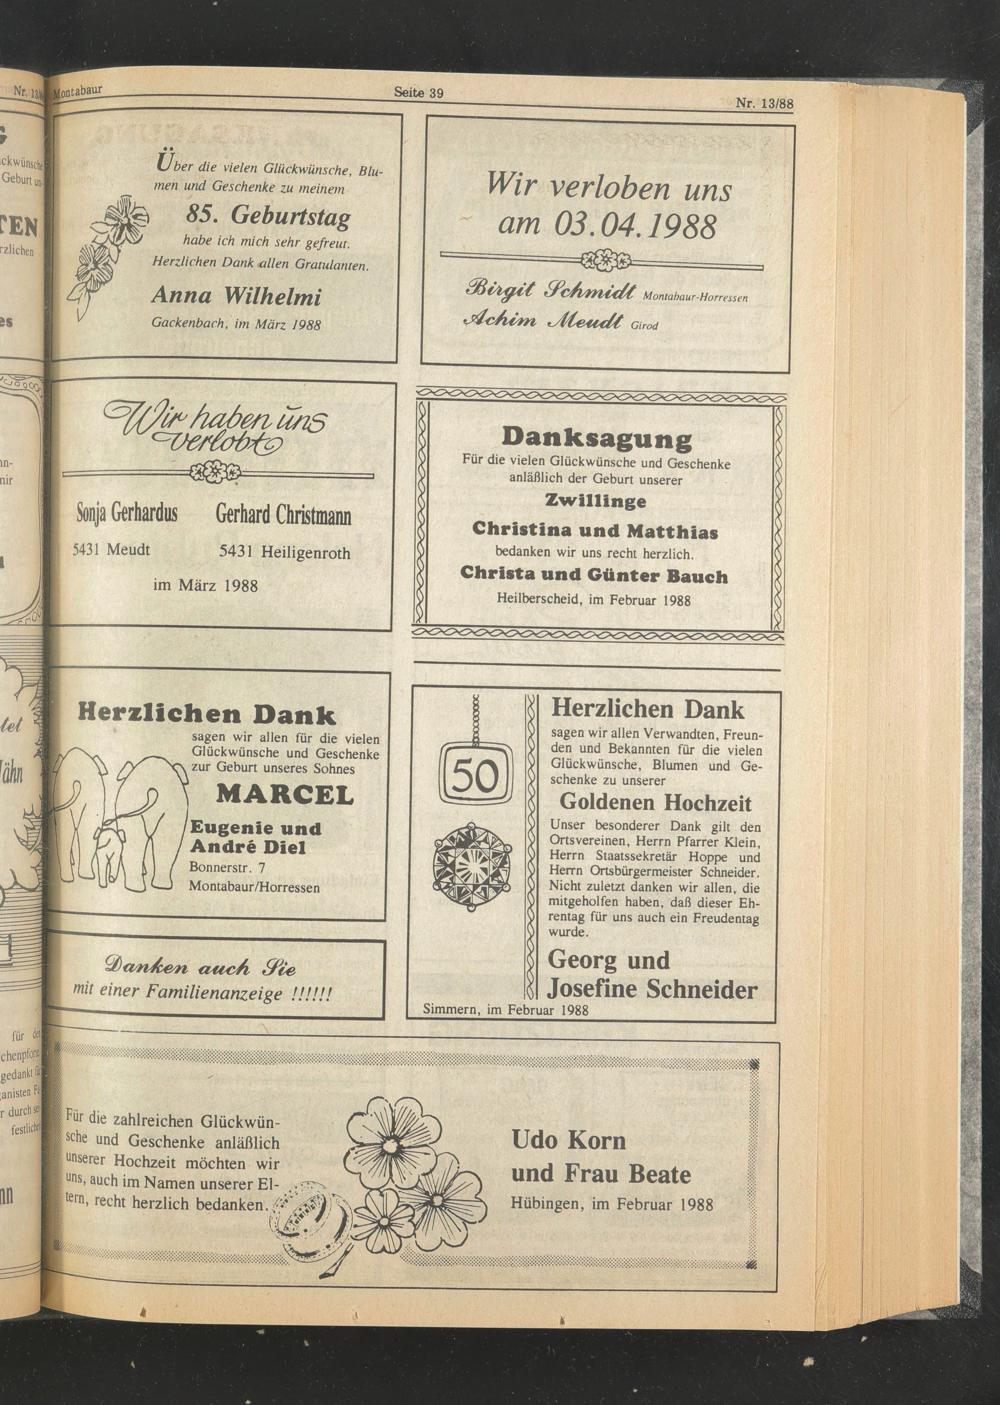 Montabaur
Seite 39
Nr. 13/88
Über die vielen Glückwünsche, Blu-
men und Geschenke zu meinem
85. Geburtstag
habe ich mich sehr gefreut.
Herzlichen Dank allen Gratulanten.
Anna Wilhelmi
Gackenbach, im März 1988
Wir verloben uns
am 03.04.1988
Birgit Schmidt Montabaur-Horressen
Achim Meudt Girod
Wir haben uns
verlobt
Sonja Gerhardus Gerhard Christmann
5431 Meudt 5431 Heiligenroth
im März 1988
Danksagung
Für die vielen Glückwünsche und Geschenke
anläßlich der Geburt unserer
Zwillinge
Christina und Matthias
bedanken wir uns recht herzlich.
Christa und Günter Bauch
Heilberscheid, im Februar 1988
Herzlichen Dank
sagen wir allen für die vielen
Glückwünsche und Geschenke
zur Geburt unseres Sohnes
MARCEL
Eugenie und
André Diel
Bonnerstr. 7
Montabaur/Horressen
Danken auch Sie
mit einer Familienanzeige !!!!!!
50
Herzlichen Dank
sagen wir allen Verwandten, Freun-
den und Bekannten für die vielen
Glückwünsche, Blumen und Ge-
schenke zu unserer
Goldenen Hochzeit
Unser besonderer Dank gilt den
Ortsvereinen, Herrn Pfarrer Klein,
Herrn Staatssekretär Hoppe und
Herrn Ortsbürgermeister Schneider.
Nicht zuletzt danken wir allen, die
mitgeholfen haben, daß dieser Eh-
rentag für uns auch ein Freudentag
wurde.
Georg und
Josefine Schneider
Simmern, im Februar 1988
Für die zahlreichen Glückwün-
sche und Geschenke anläßlich
unserer Hochzeit möchten wir
uns, auch im Namen unserer El-
tern, recht herzlich bedanken.
Udo Korn
und Frau Beate
Hübingen, im Februar 1988